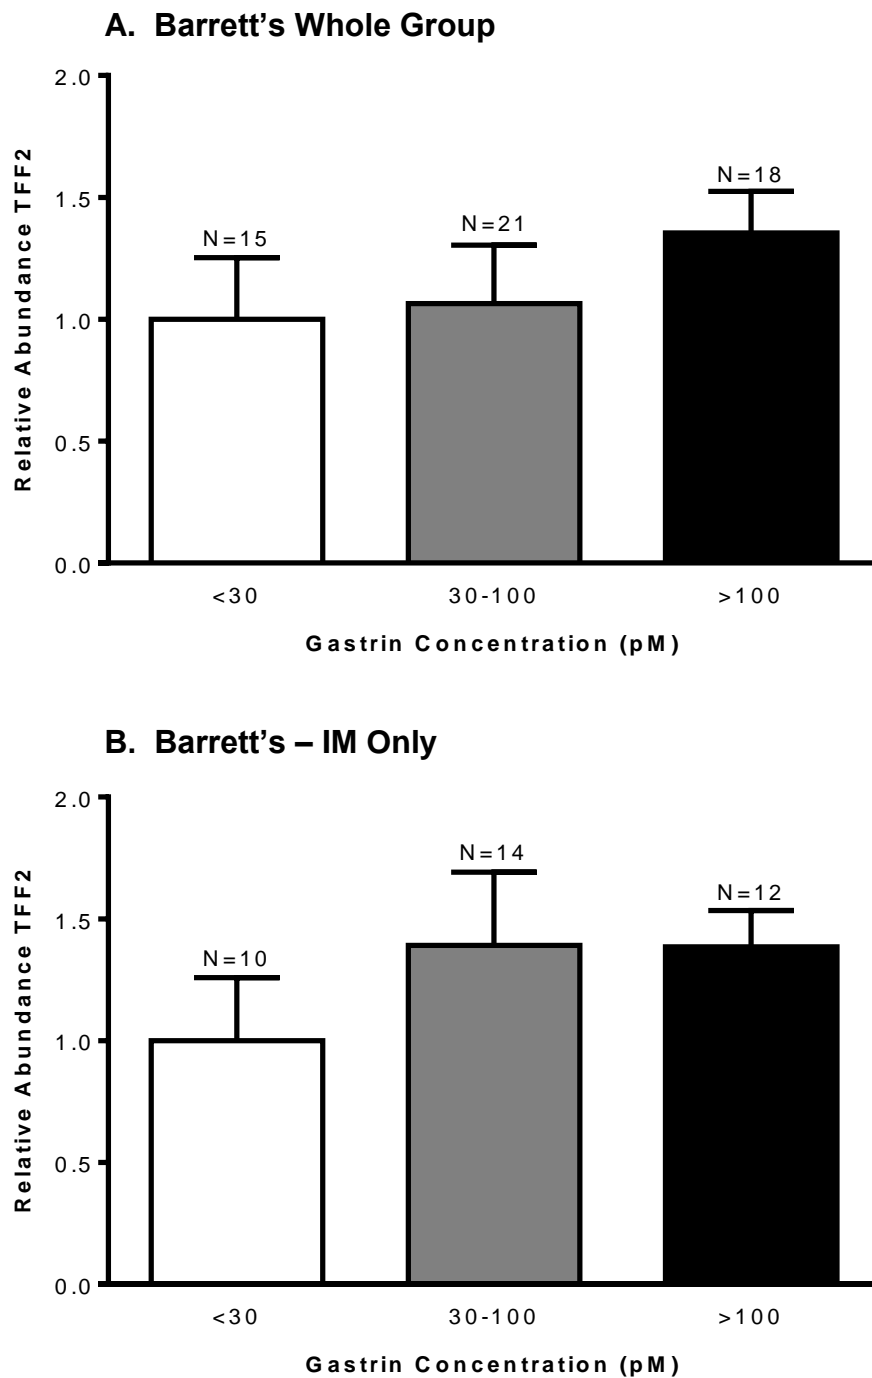 A. Barrett's Whole Group
2.0
1.5
1.0
0.5
0.0
Relative Abundance TFF2
N=15
N=21
N=18
<30
30-100
>100
Gastrin Concentration (pM)
B. Barrett's – IM Only
2.0
1.5
1.0
0.5
0.0
Relative Abundance TFF2
N=10
N=14
N=12
<30
30-100
>100
Gastrin Concentration (pM)